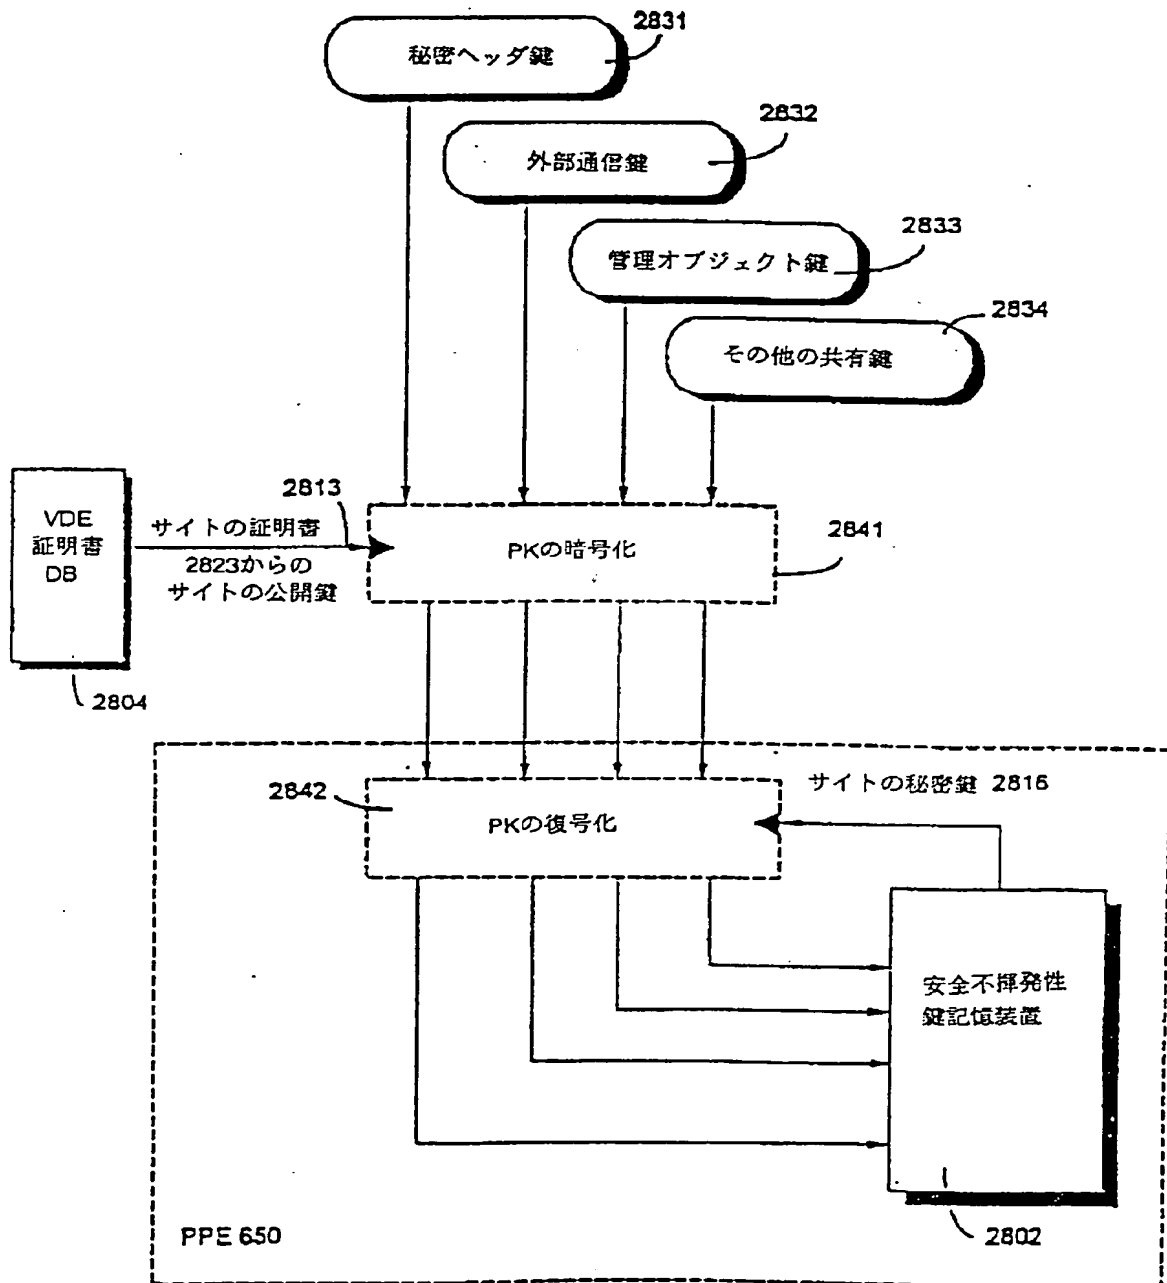 2831
秘密ヘッダ鍵
2832
外部通信鍵
2833
管理オブジェクト鍵
2834
その他の共有鍵
2813
VDE
証明書
DB
サイトの証明書
2823からの
サイトの公開鍵
PKの暗号化
2841
2804
2842
サイトの秘密鍵 2816
PKの復号化
安全不揮発性
鍵記憶装置
PPE 650
2802